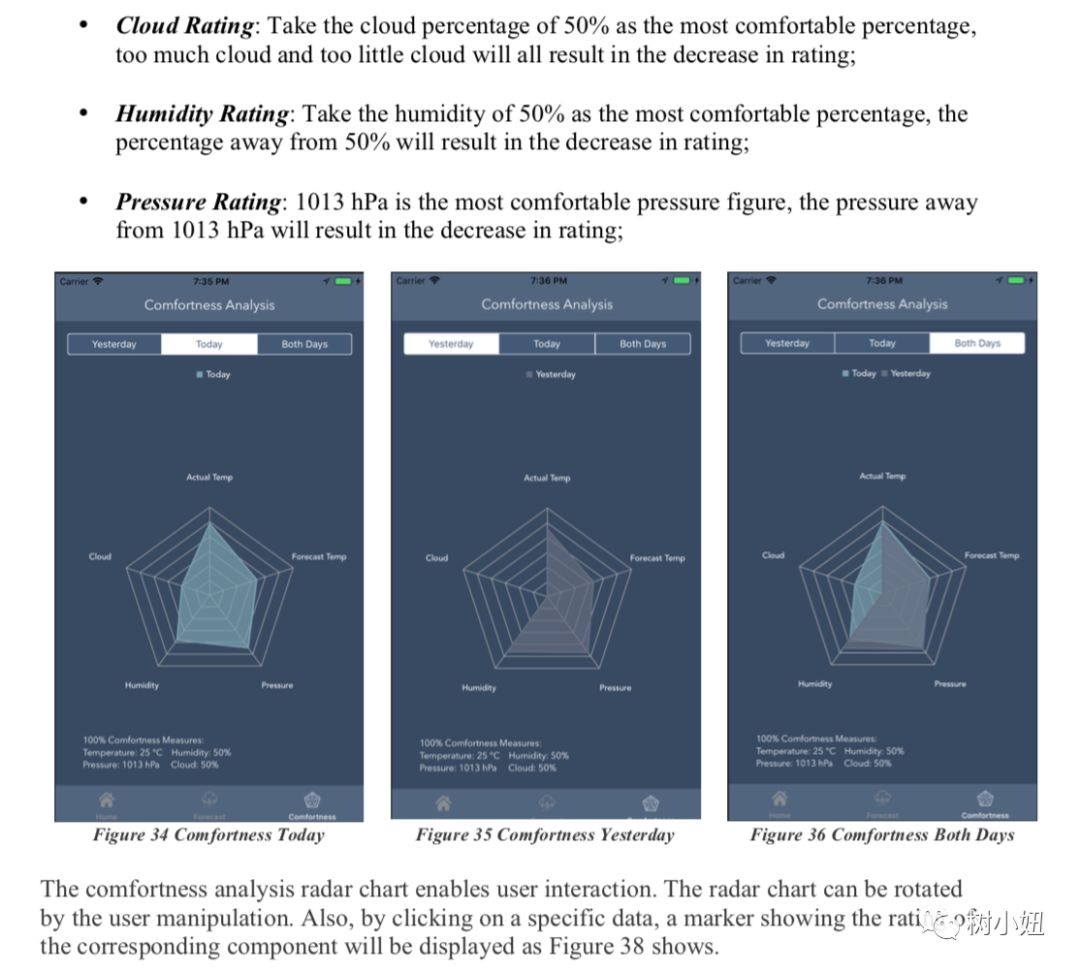 • Cloud Rating: Take the cloud percentage of 50% as the most comfortable percentage,
too much cloud and too little cloud will all result in the decrease in rating;
• Humidity Rating: Take the humidity of 50% as the most comfortable percentage, the
percentage away from 50% will result in the decrease in rating;
• Pressure Rating: 1013 hPa is the most comfortable pressure figure, the pressure away
from 1013 hPa will result in the decrease in rating;
Carrier 7:35 PM
Comfortness Analysis
Yesterday Today Both Days
Today
Actual Temp
Cloud Forecast Temp
Humidity Pressure
100% Comfortness Measures:
Temperature: 25 °C Humidity: 50%
Pressure: 1013 hPa Cloud: 50%
Home Forecast Comfortness
Figure 34 Comfortness Today
Carrier 7:36 PM
Comfortness Analysis
Yesterday Today Both Days
Yesterday
Actual Temp
Cloud Forecast Temp
Humidity Pressure
100% Comfortness Measures:
Temperature: 25 °C Humidity: 50%
Pressure: 1013 hPa Cloud: 50%
Figure 35 Comfortness Yesterday
Carrier 7:36 PM
Comfortness Analysis
Yesterday Today Both Days
Today Yesterday
Actual Temp
Cloud Forecast Temp
Humidity Pressure
100% Comfortness Measures:
Temperature: 25 °C Humidity: 50%
Pressure: 1013 hPa Cloud: 50%
Home Forecast Comfortness
Figure 36 Comfortness Both Days
The comfortness analysis radar chart enables user interaction. The radar chart can be rotated
by the user manipulation. Also, by clicking on a specific data, a marker showing the rating of
the corresponding component will be displayed as Figure 38 shows.
树小妞